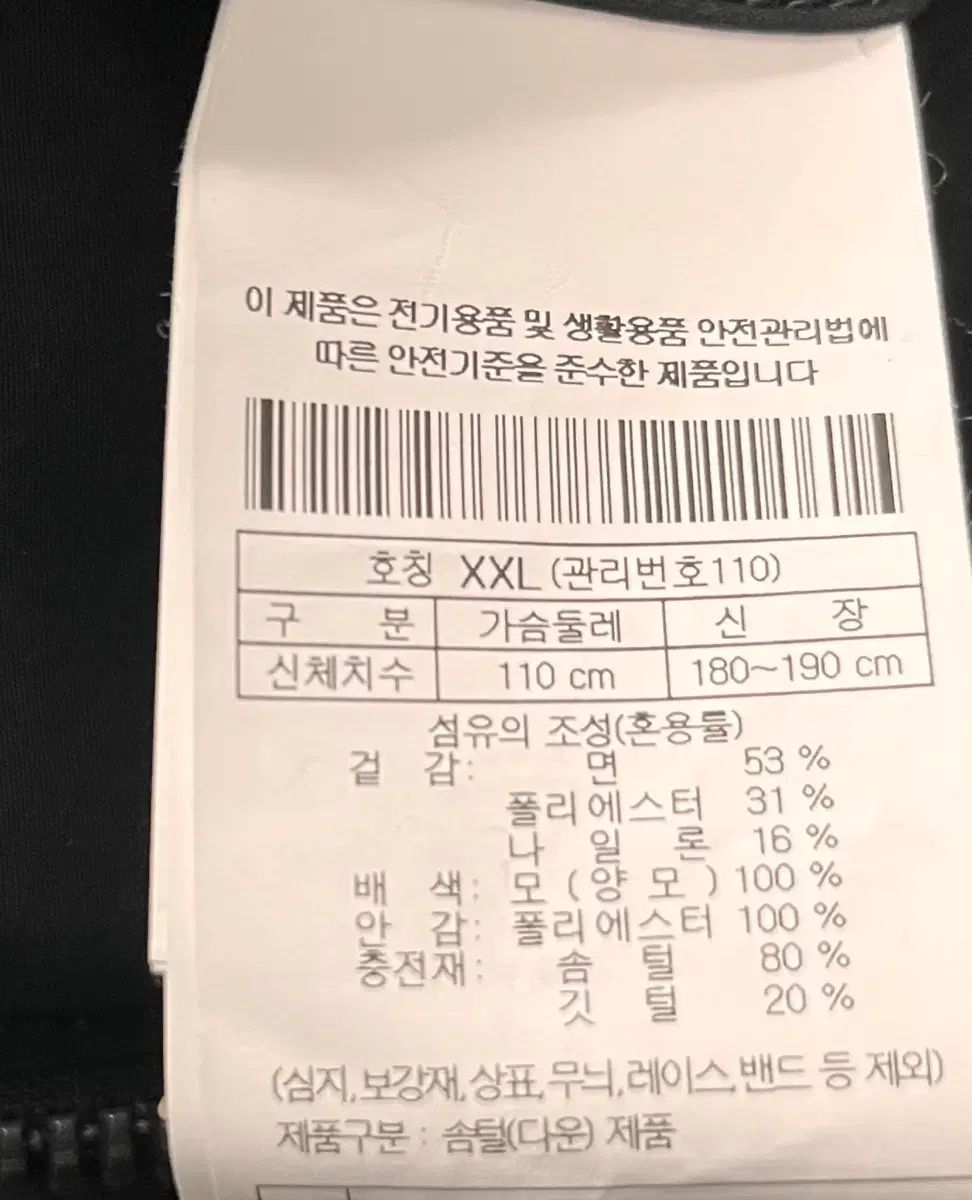 이 제품은 전기용품 및 생활용품 안전관리법에
따른 안전기준을 준수한 제품입니다
호칭 XXL (관리번호110)
구 분 가슴둘레 신 장
신체치수 110 cm 180~190 cm
섬유의 조성(혼용률)
겉 감: 면 53 %
폴리에스터 31 %
나 일 론 16 %
배 색: 모 (양 모) 100 %
안 감: 폴리에스터 100 %
충전재: 솜 털 80 %
깃 털 20 %
(심지,보강재,상표,무늬,레이스,밴드 등 제외)
제품구분 : 솜털(다운) 제품